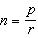 n = p/r